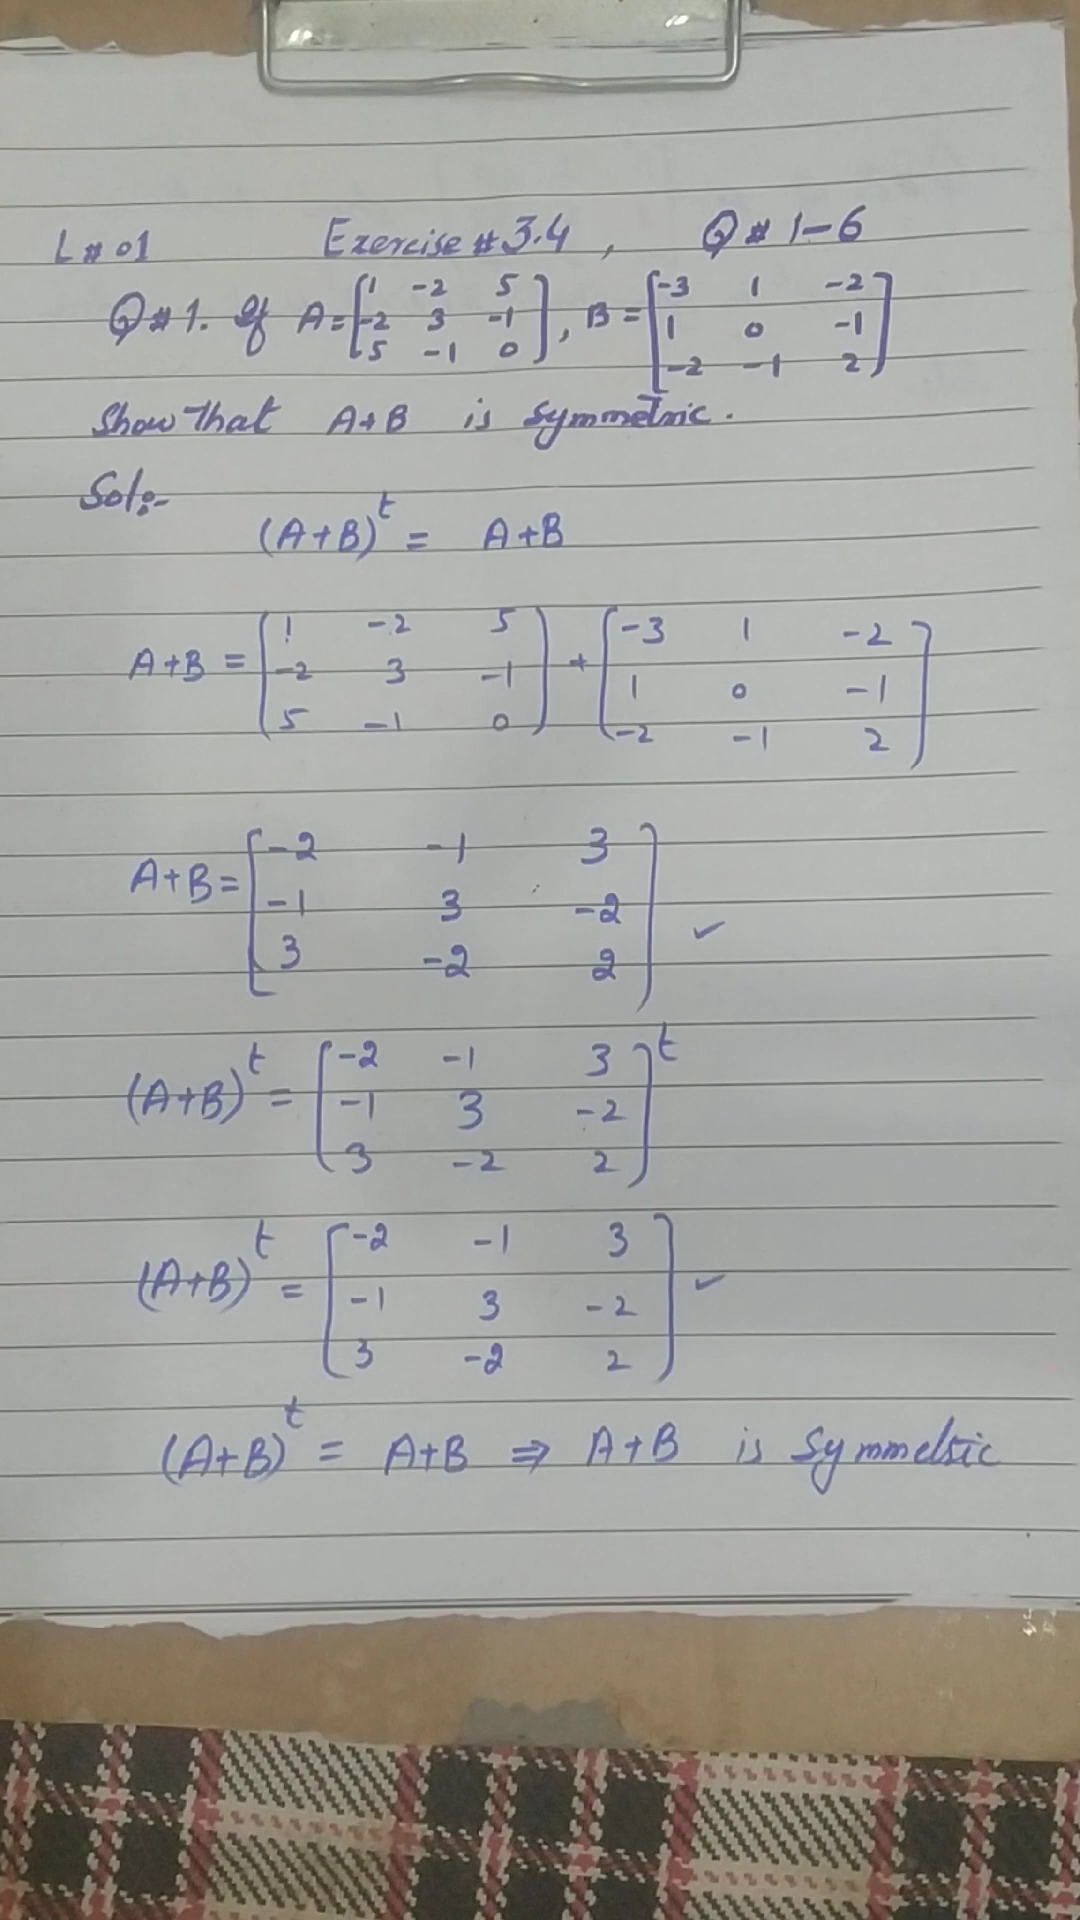 L # 01 Exercise # 3.4 , Q # 1-6
Q # 1. If A = [1 -2 5
-2 3 -1
5 -1 0] , B = [-3 1 -2
1 0 -1
-2 -1 2]
Show That A+B is Symmetric.
Sol:-
(A+B)^t = A+B
A+B = [1 -2 5
-2 3 -1
5 -1 0] + [-3 1 -2
1 0 -1
-2 -1 2]
A+B = [-2 -1 3
-1 3 -2
3 -2 2] ✓
(A+B)^t = [-2 -1 3
-1 3 -2
3 -2 2]^t
(A+B)^t = [-2 -1 3
-1 3 -2
3 -2 2] ✓
(A+B)^t = A+B ⇒ A+B is Symmetric